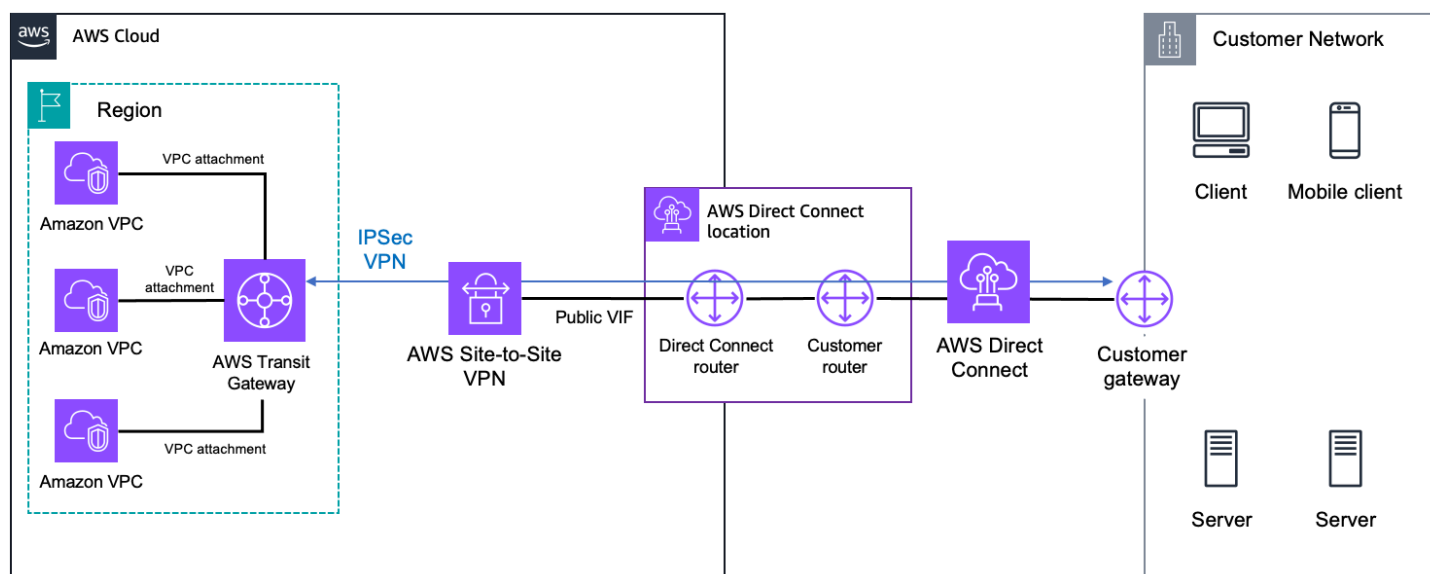 aws
AWS Cloud
Region
VPC attachment
Amazon VPC
VPC
attachment
Amazon VPC
AWS Transit
Gateway
VPC attachment
Amazon VPC
IPSec
VPN
AWS Site-to-Site
VPN
Public VIF
AWS Direct Connect
location
Direct Connect
router
Customer
router
AWS Direct
Connect
Customer
gateway
Customer Network
Client
Mobile client
Server
Server